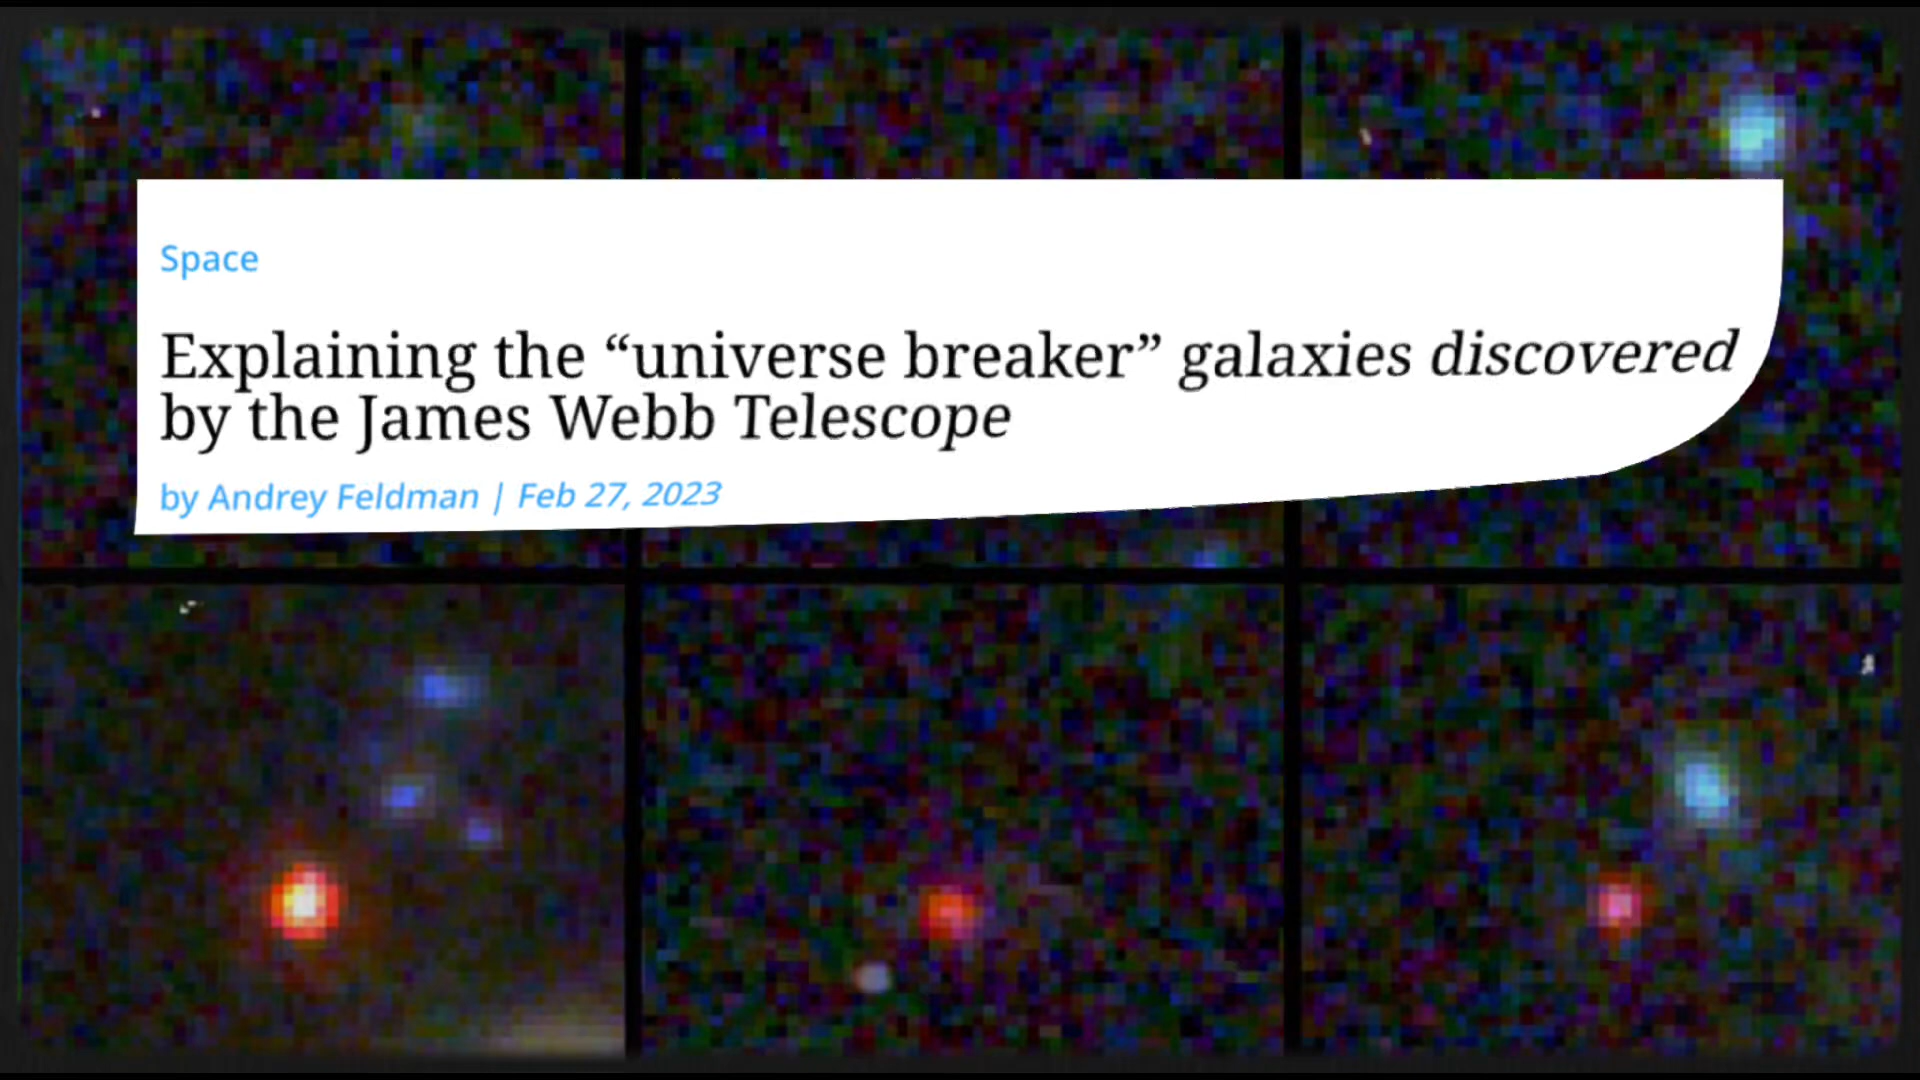 Space
Explaining the “universe breaker” galaxies discovered
by the James Webb Telescope
by Andrey Feldman | Feb 27, 2023